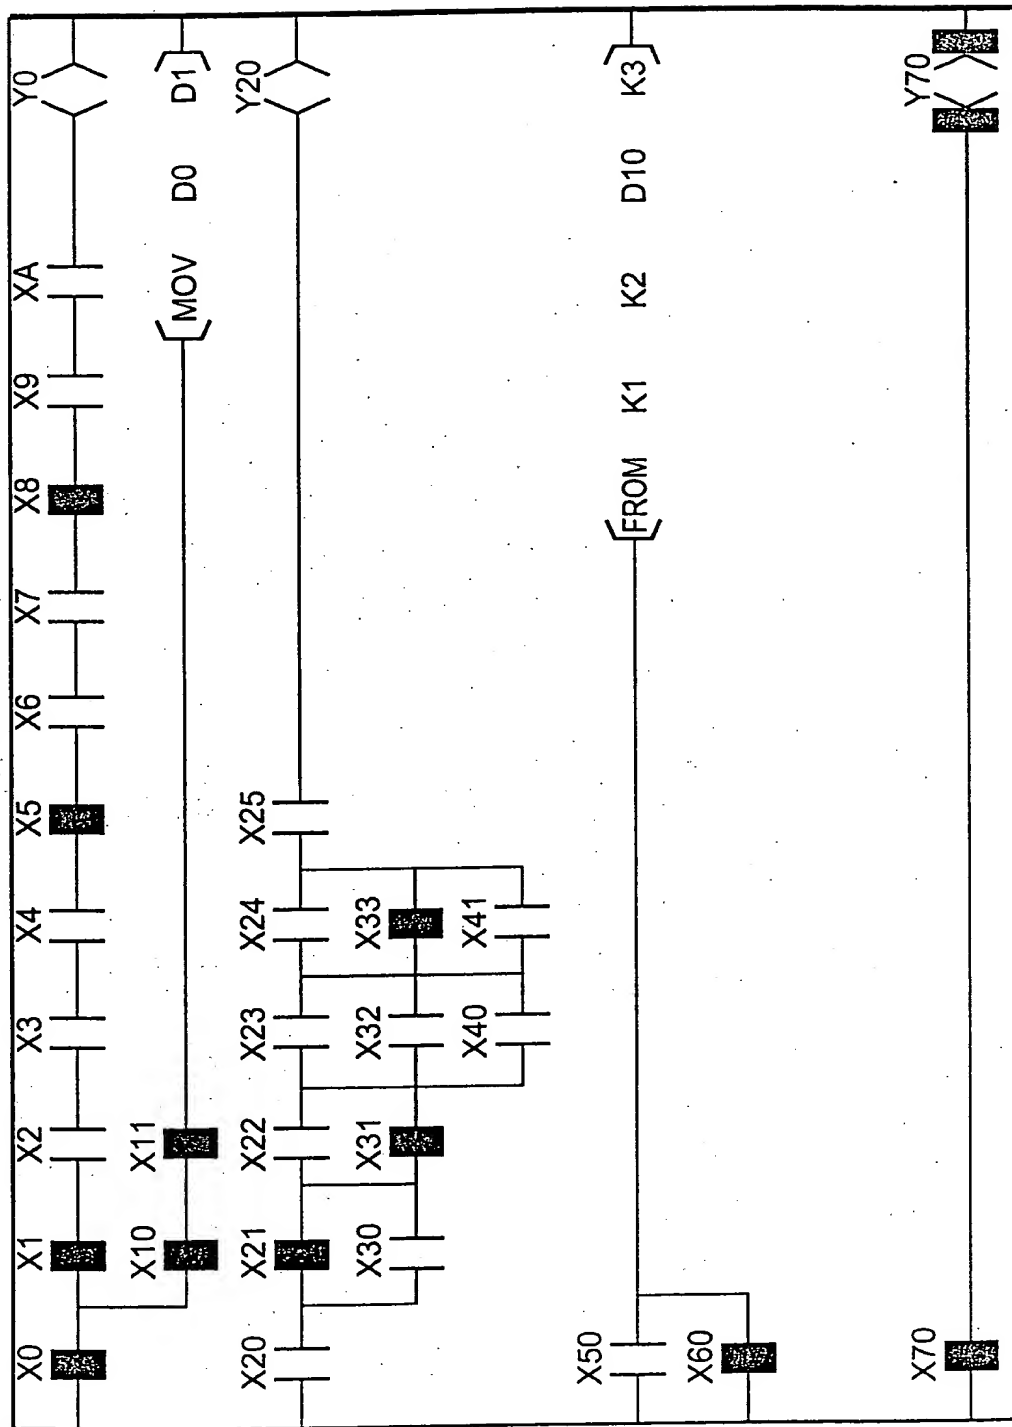 X0 X1 X2 X3 X4 X5 X6 X7 X8 X9 XA Y0
X10 X11 MOV D0 D1
X20 X21 X22 X23 X24 X25 Y20
X30 X31 X32 X33
X40 X41
X50 FROM K1 K2 D10 K3
X60
X70 Y70